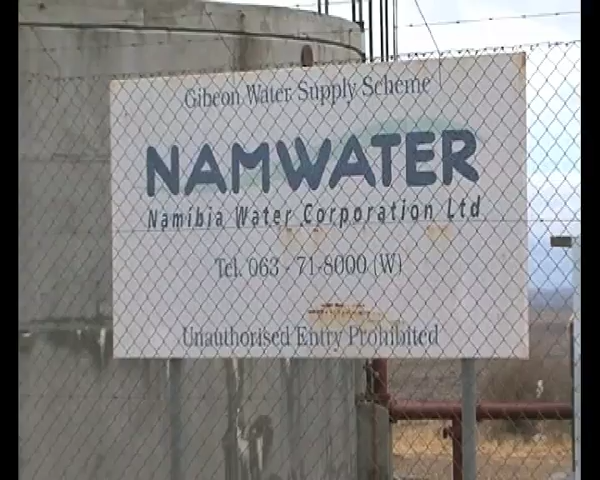 Gibeon Water Supply Scheme
NAMWATER
Namibia Water Corporation Ltd
Tel. 063 - 71-8000 (W)
Unauthorised Entry Prohibited